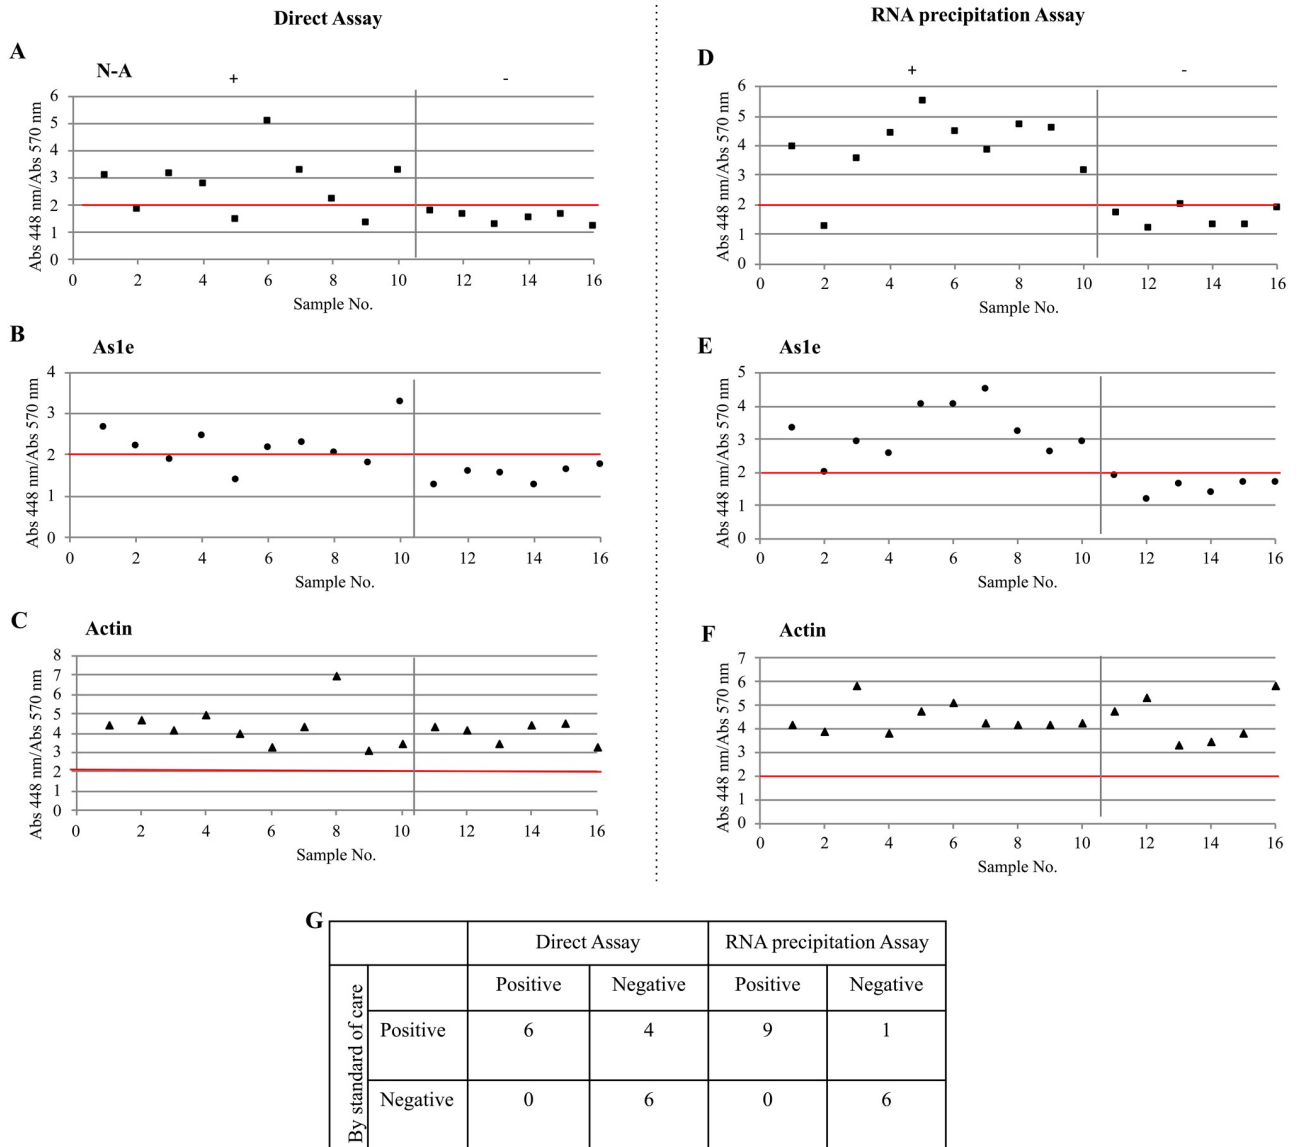 Direct Assay
A
N-A
+
-
Abs 448 nm/Abs 570 nm
6
5
4
3
2
1
0
0 2 4 6 8 10 12 14 16
Sample No.
B
As1e
Abs 448 nm/Abs 570 nm
4
3
2
1
0
0 2 4 6 8 10 12 14 16
Sample No.
C
Actin
Abs 448 nm/Abs 570 nm
8
7
6
5
4
3
2
1
0
0 2 4 6 8 10 12 14 16
Sample No.
RNA precipitation Assay
D
+
-
Abs 448 nm/Abs 570 nm
6
5
4
3
2
1
0
0 2 4 6 8 10 12 14 16
Sample No.
E
As1e
Abs 448 nm/Abs 570 nm
5
4
3
2
1
0
0 2 4 6 8 10 12 14 16
Sample No.
F
Actin
Abs 448 nm/Abs 570 nm
7
6
5
4
3
2
1
0
0 2 4 6 8 10 12 14 16
Sample No.
G
Direct Assay RNA precipitation Assay
Positive Negative Positive Negative
By standard of care
Positive 6 4 9 1
Negative 0 6 0 6